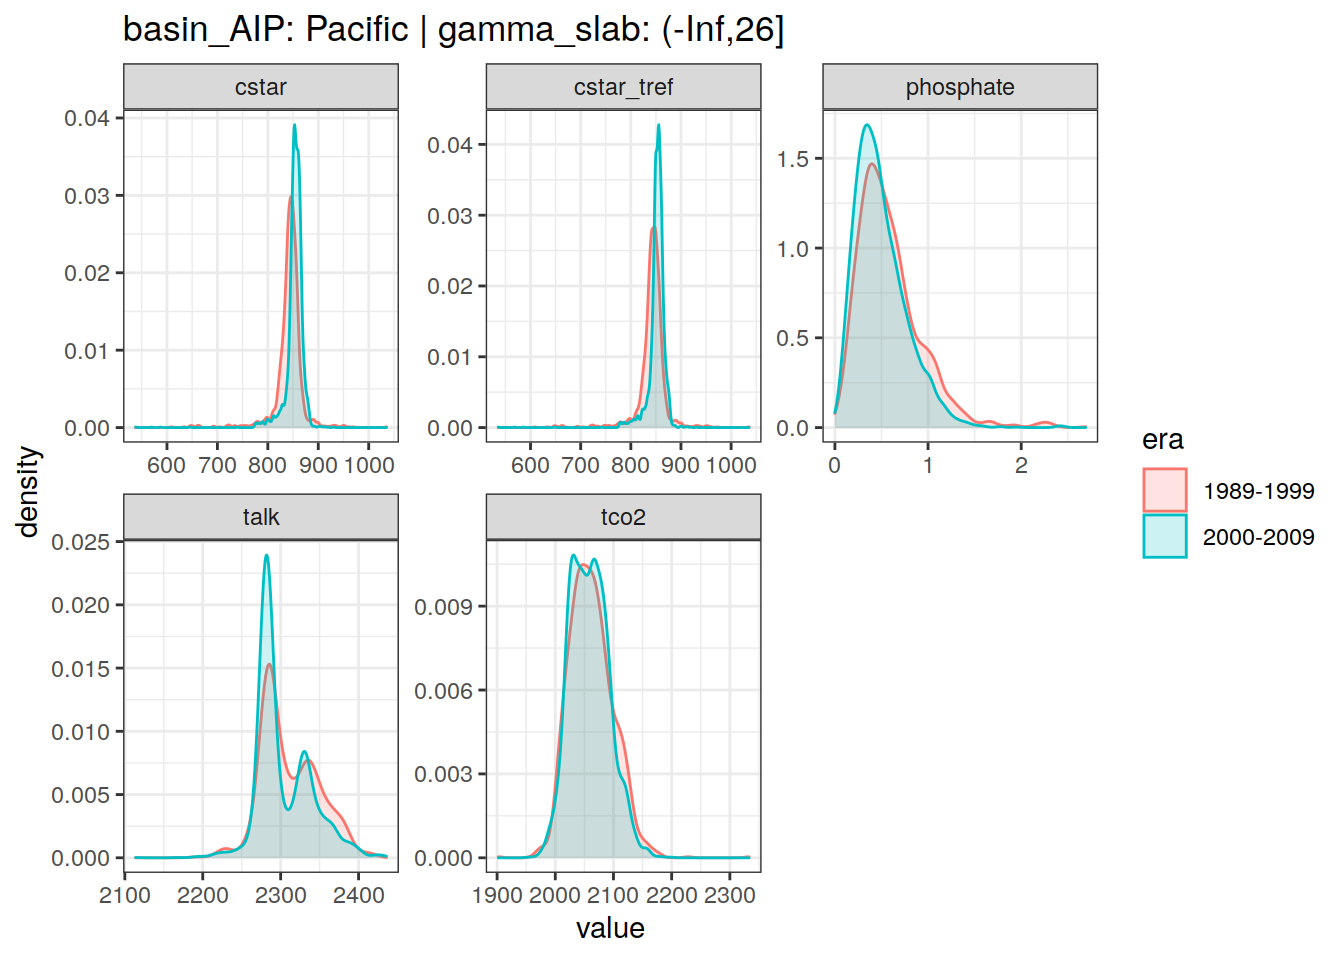 basin_AIP: Pacific | gamma_slab: (-Inf,26]
cstar
cstar_tref
phosphate
0.04
0.03
0.02
0.01
0.00
600 700 800 900 1000
0.04
0.03
0.02
0.01
0.00
600 700 800 900 1000
1.5
1.0
0.5
0.0
0 1 2
density
talk
tco2
0.025
0.020
0.015
0.010
0.005
0.000
2100 2200 2300 2400
0.009
0.006
0.003
0.000
1900 2000 2100 2200 2300
value
era
1989-1999
2000-2009